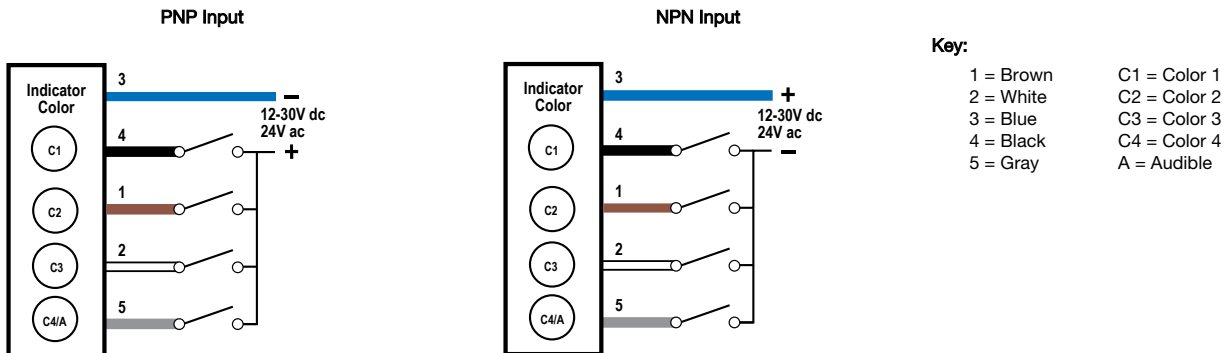 PNP Input
Indicator
Color
C1
C2
C3
C4/A
3
−
12-30V dc
24V ac
4
+
1
2
5
NPN Input
Indicator
Color
C1
C2
C3
C4/A
3
+
12-30V dc
24V ac
4
−
1
2
5
Key:
1 = Brown C1 = Color 1
2 = White C2 = Color 2
3 = Blue C3 = Color 3
4 = Black C4 = Color 4
5 = Gray A = Audible